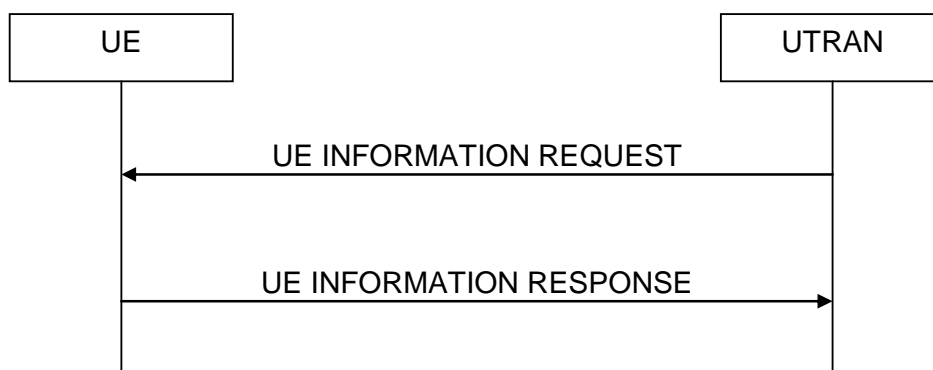 UE
UTRAN
UE INFORMATION REQUEST
UE INFORMATION RESPONSE